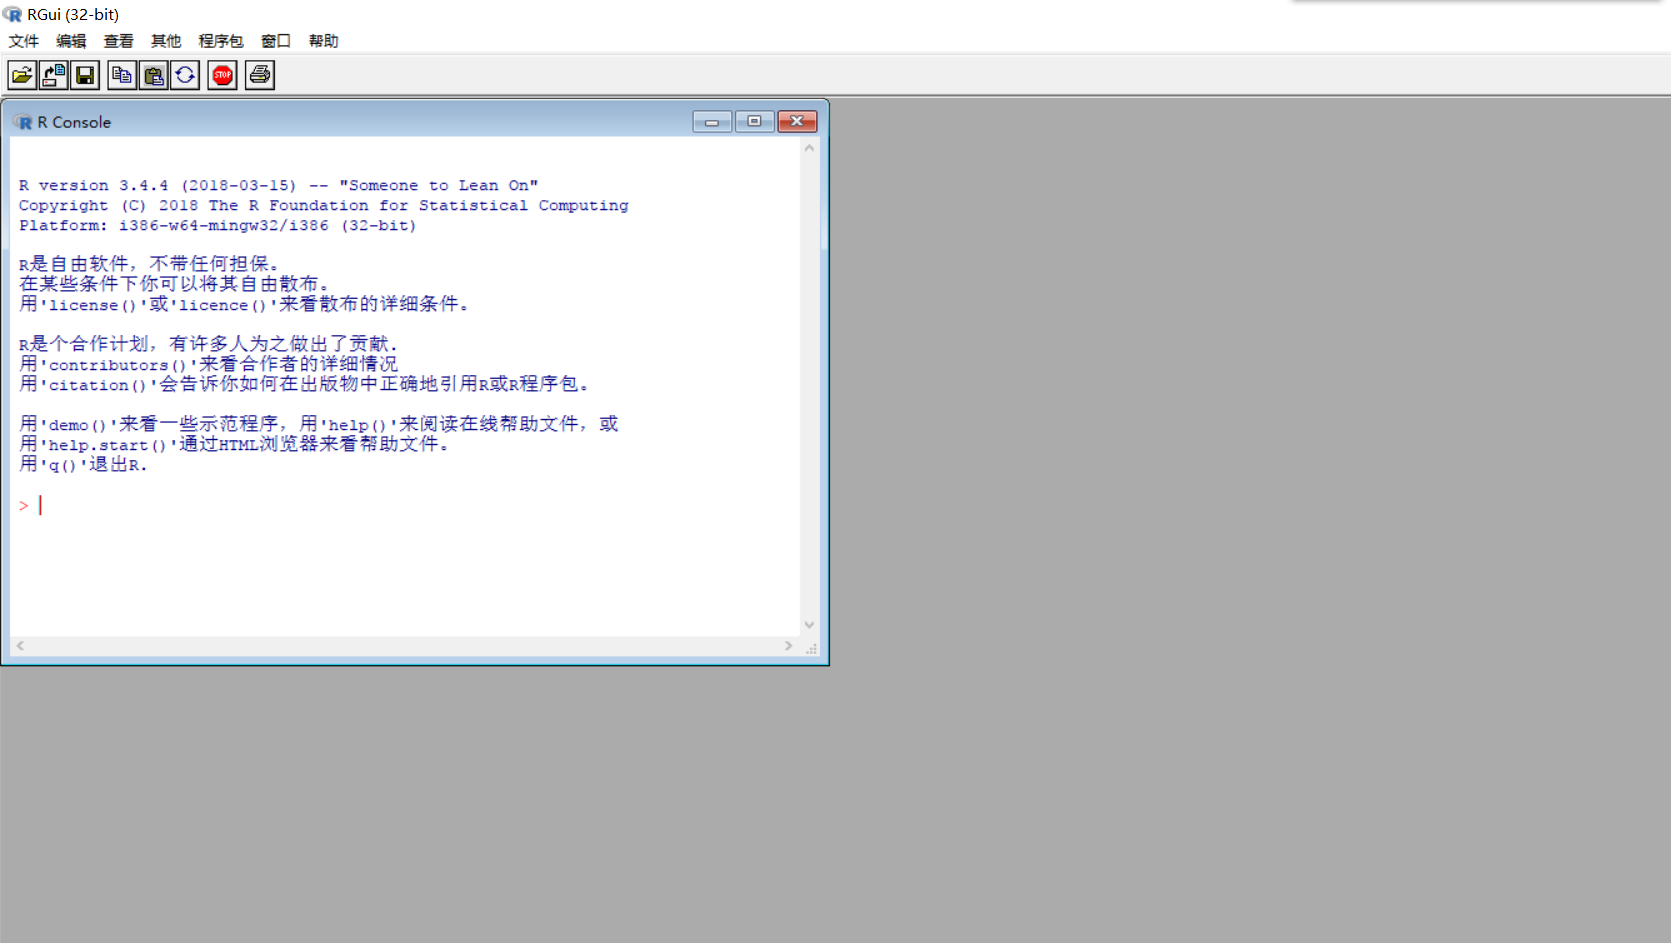 RGui (32-bit)
文件 编辑 查看 其他 程序包 窗口 帮助
STOP
R Console
R version 3.4.4 (2018-03-15) -- "Someone to Lean On"
Copyright (C) 2018 The R Foundation for Statistical Computing
Platform: i386-w64-mingw32/i386 (32-bit)
R是自由软件，不带任何担保。
在某些条件下你可以将其自由散布。
用'license()'或'licence()'来看散布的详细条件。
R是个合作计划，有许多人为之做出了贡献.
用'contributors()'来看合作者的详细情况
用'citation()'会告诉你如何在出版物中正确地引用R或R程序包。
用'demo()'来看一些示范程序，用'help()'来阅读在线帮助文件，或
用'help.start()'通过HTML浏览器来看帮助文件。
用'q()'退出R.
>